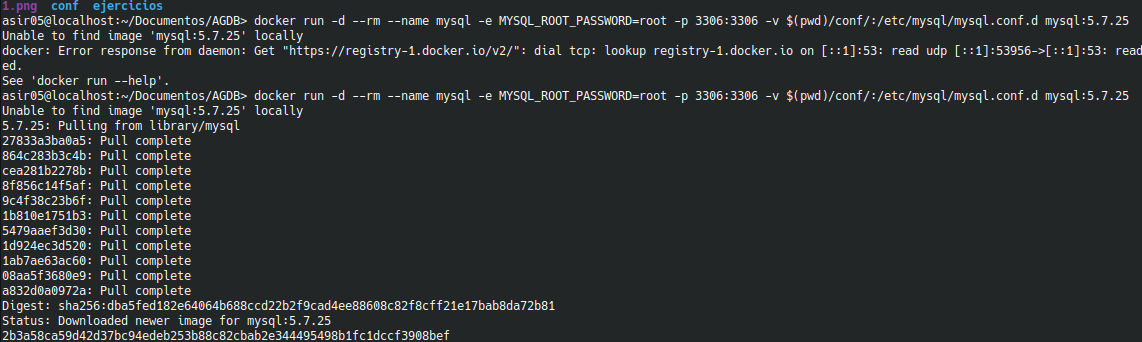 1.png  conf  ejercicios
asir05@localhost:~/Documentos/AGDB> docker run -d --rm --name mysql -e MYSQL_ROOT_PASSWORD=root -p 3306:3306 -v $(pwd)/conf/:/etc/mysql/mysql.conf.d mysql:5.7.25
Unable to find image 'mysql:5.7.25' locally
docker: Error response from daemon: Get "https://registry-1.docker.io/v2/": dial tcp: lookup registry-1.docker.io on [::1]:53: read udp [::1]:53956->[::1]:53: read
ed.
See 'docker run --help'.
asir05@localhost:~/Documentos/AGDB> docker run -d --rm --name mysql -e MYSQL_ROOT_PASSWORD=root -p 3306:3306 -v $(pwd)/conf/:/etc/mysql/mysql.conf.d mysql:5.7.25
Unable to find image 'mysql:5.7.25' locally
5.7.25: Pulling from library/mysql
27833a3ba0a5: Pull complete
864c283b3c4b: Pull complete
cea281b2278b: Pull complete
8f856c14f5af: Pull complete
9c4f38c23b6f: Pull complete
1b810e1751b3: Pull complete
5479aaef3d30: Pull complete
1d924ec3d520: Pull complete
1ab7ae63ac60: Pull complete
08aa5f3680e9: Pull complete
a832d0a0972a: Pull complete
Digest: sha256:dba5fed182e64064b688ccd22b2f9cad4ee88608c82f8cff21e17bab8da72b81
Status: Downloaded newer image for mysql:5.7.25
2b3a58ca59d42d37bc94edeb253b88c82cbab2e344495498b1fc1dccf3908bef